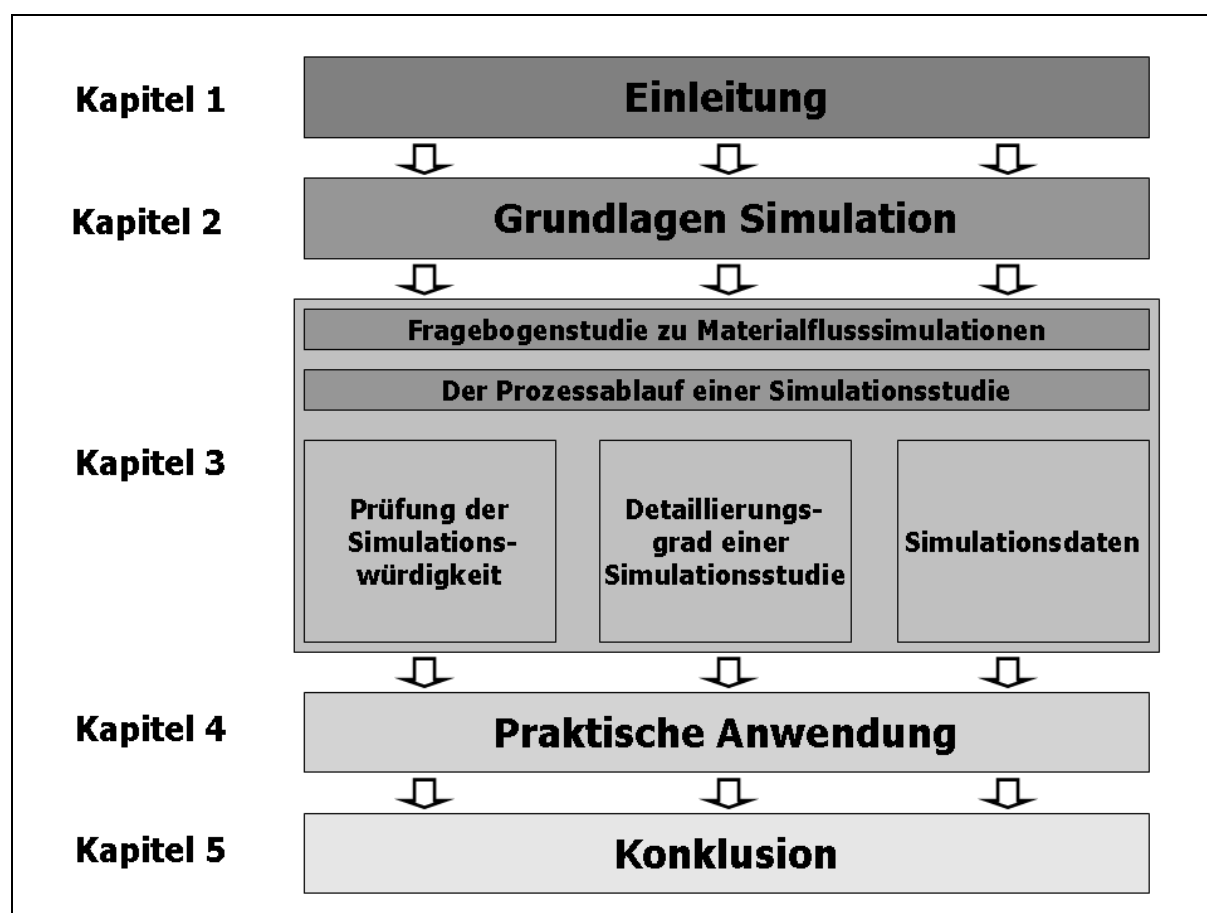 Kapitel 1
Einleitung
Kapitel 2
Grundlagen Simulation
Kapitel 3
Fragebogenstudie zu Materialflusssimulationen
Der Prozessablauf einer Simulationsstudie
Prüfung der
Simulations-
würdigkeit
Detaillierungs-
grad einer
Simulationsstudie
Simulationsdaten
Kapitel 4
Praktische Anwendung
Kapitel 5
Konklusion